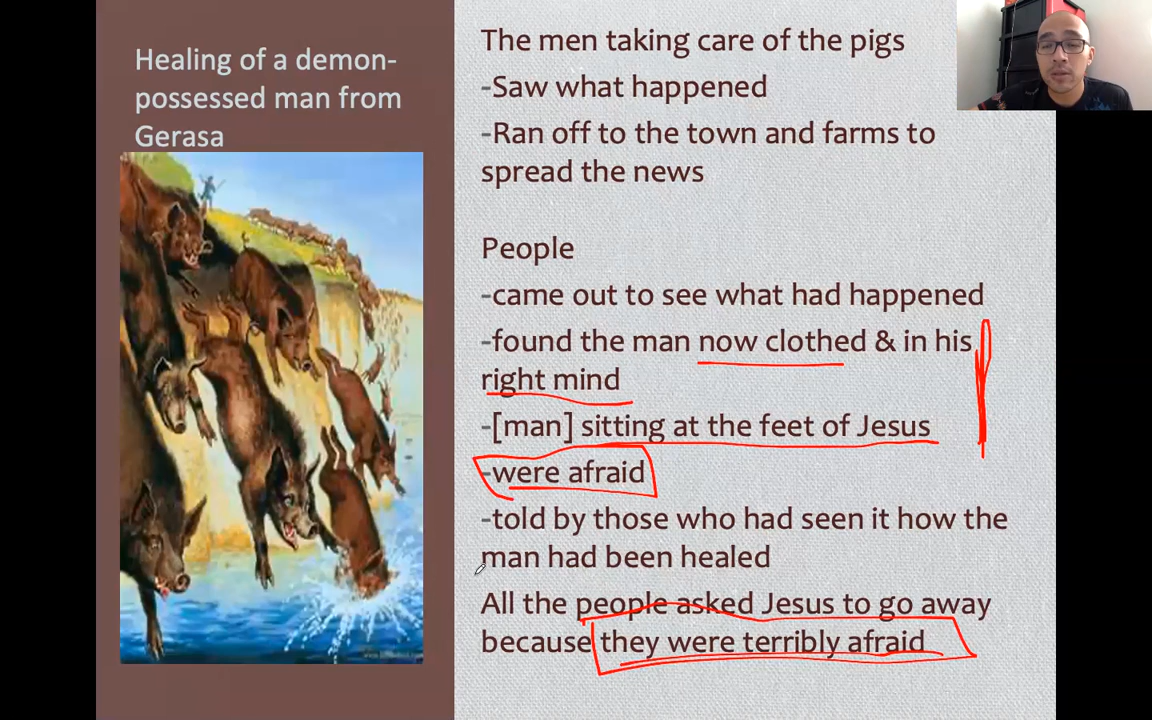 Healing of a demon-
possessed man from
Gerasa
The men taking care of the pigs
-Saw what happened
-Ran off to the town and farms to
spread the news
People
-came out to see what had happened
-found the man now clothed & in his
right mind
-[man] sitting at the feet of Jesus
-were afraid
-told by those who had seen it how the
man had been healed
All the people asked Jesus to go away
because they were terribly afraid